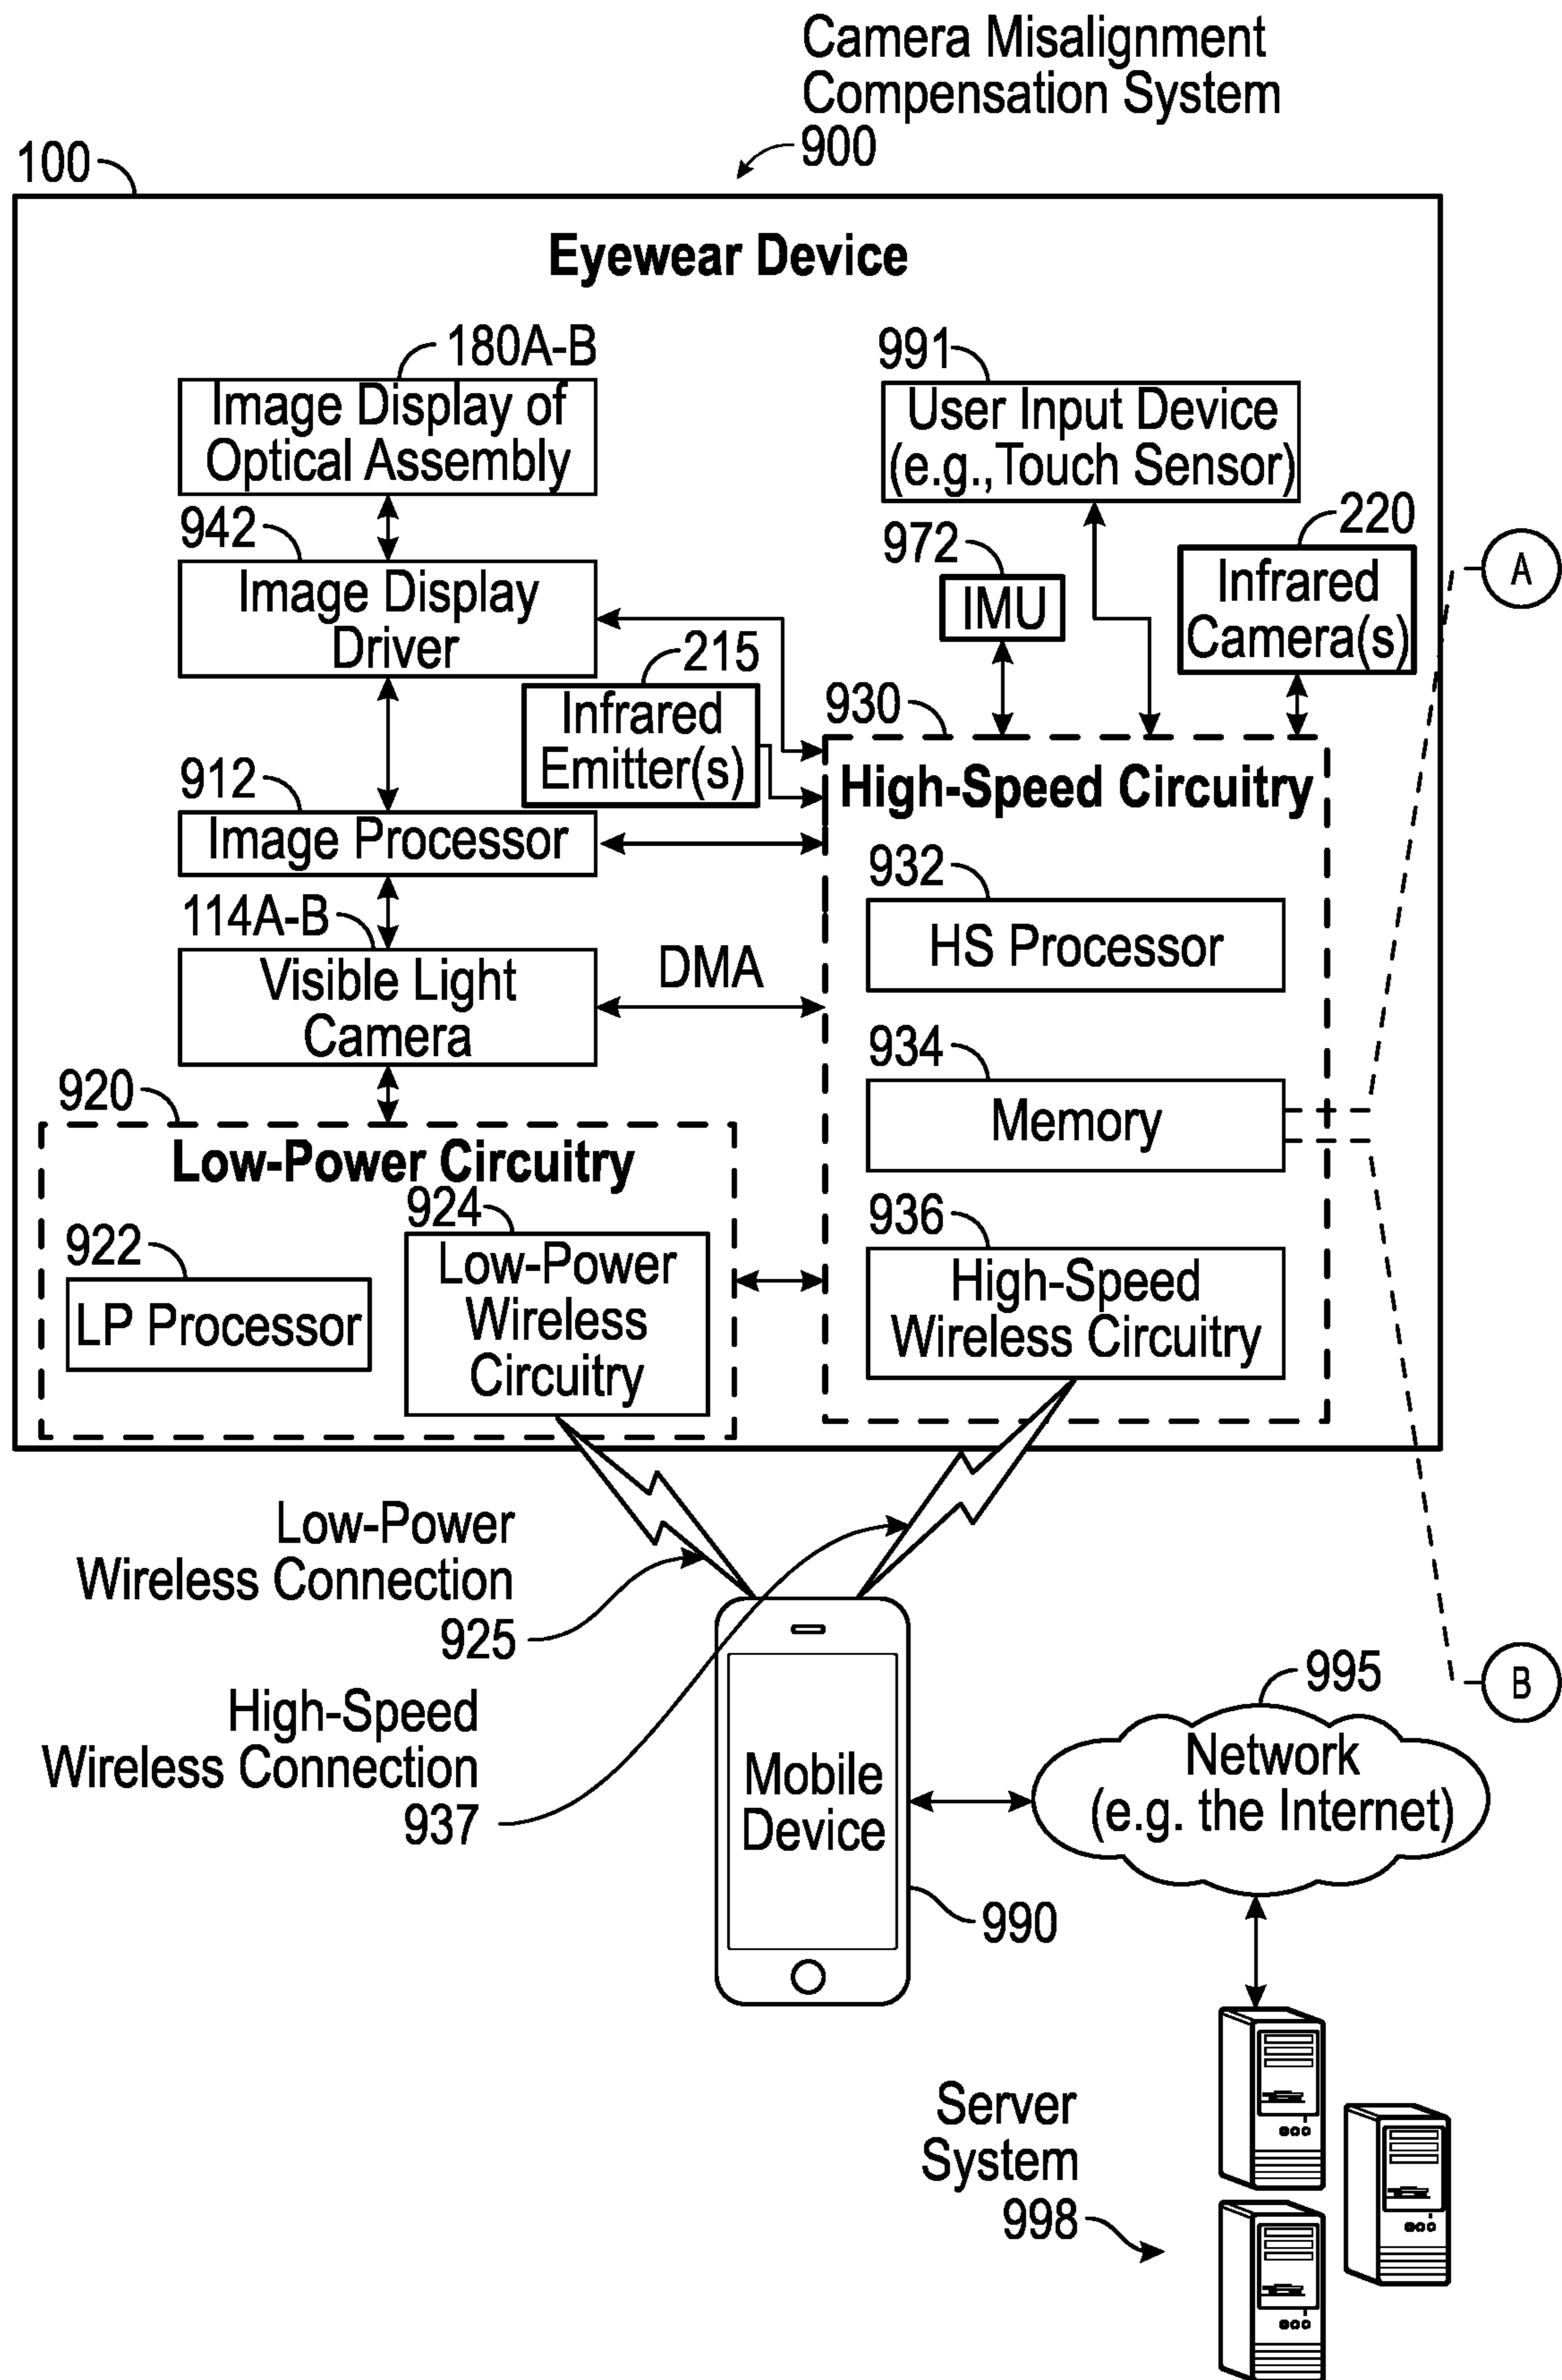 Camera Misalignment
Compensation System
900
100
Eyewear Device
180A-B
Image Display of
Optical Assembly
991
User Input Device
(e.g.,Touch Sensor)
942
Image Display
Driver
972
IMU
220
Infrared
Camera(s)
A
215
Infrared
Emitter(s)
930
High-Speed Circuitry
912
Image Processor
932
HS Processor
114A-B
Visible Light
Camera
DMA
934
Memory
920
Low-Power Circuitry
922
LP Processor
924
Low-Power
Wireless
Circuitry
936
High-Speed
Wireless Circuitry
Low-Power
Wireless Connection
925
High-Speed
Wireless Connection
937
Mobile
Device
990
995
Network
(e.g. the Internet)
B
Server
System
998